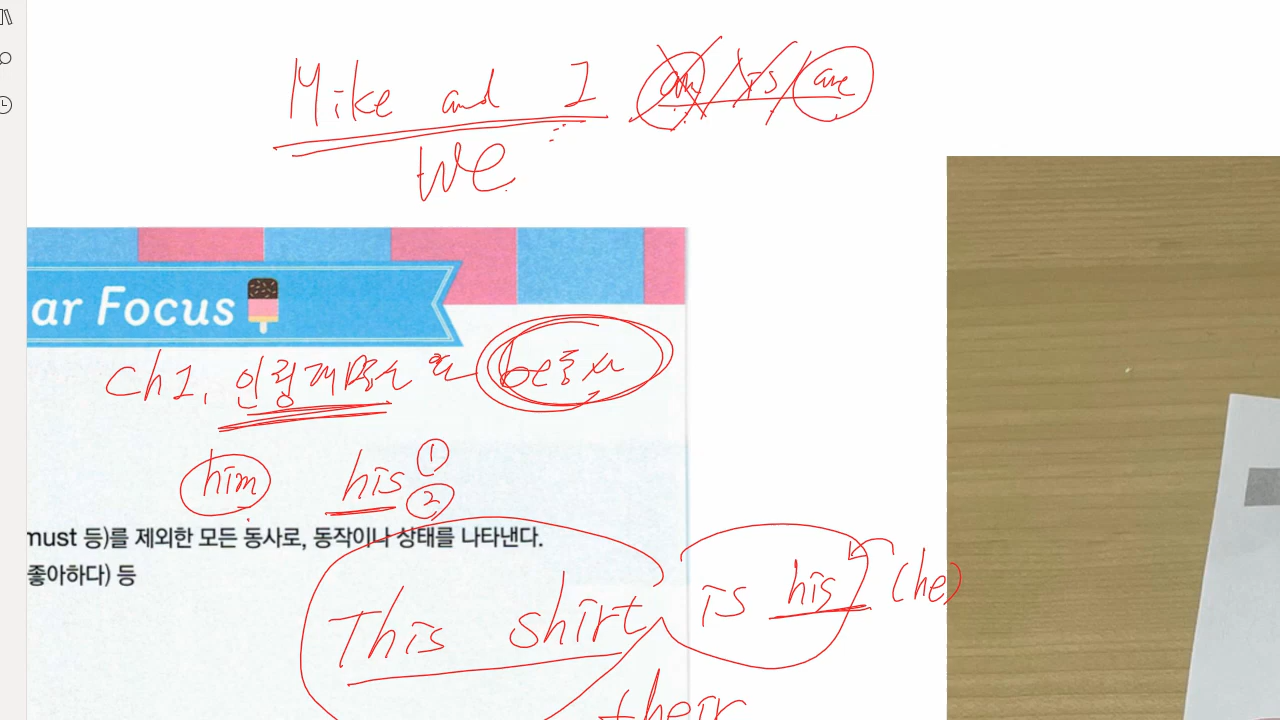 Mike and I am / is / are
we
ar Focus
Ch1. 인칭대명사 와 be동사
him his ①
②
must 등)를 제외한 모든 동사로, 동작이나 상태를 나타낸다.
좋아하다) 등
This shirt is his (he)
their